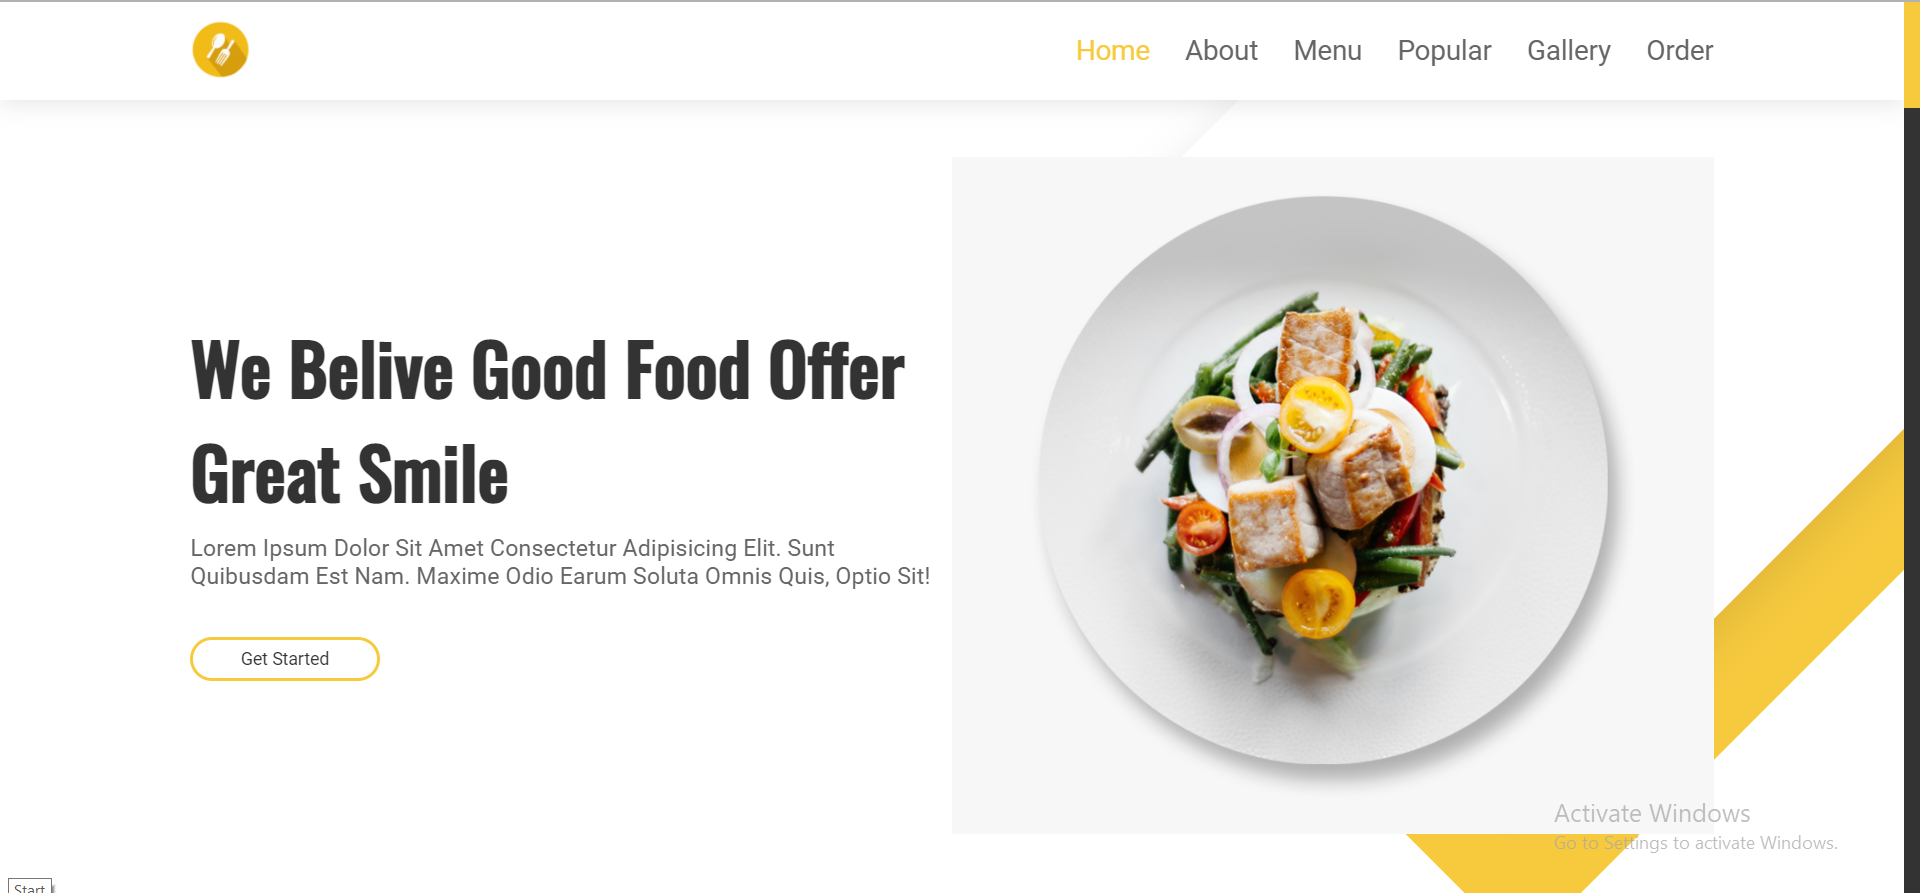 Home About Menu Popular Gallery Order
We Belive Good Food Offer
Great Smile
Lorem Ipsum Dolor Sit Amet Consectetur Adipisicing Elit. Sunt
Quibusdam Est Nam. Maxime Odio Earum Soluta Omnis Quis, Optio Sit!
Get Started
Activate Windows
Go to Settings to activate Windows.
Start